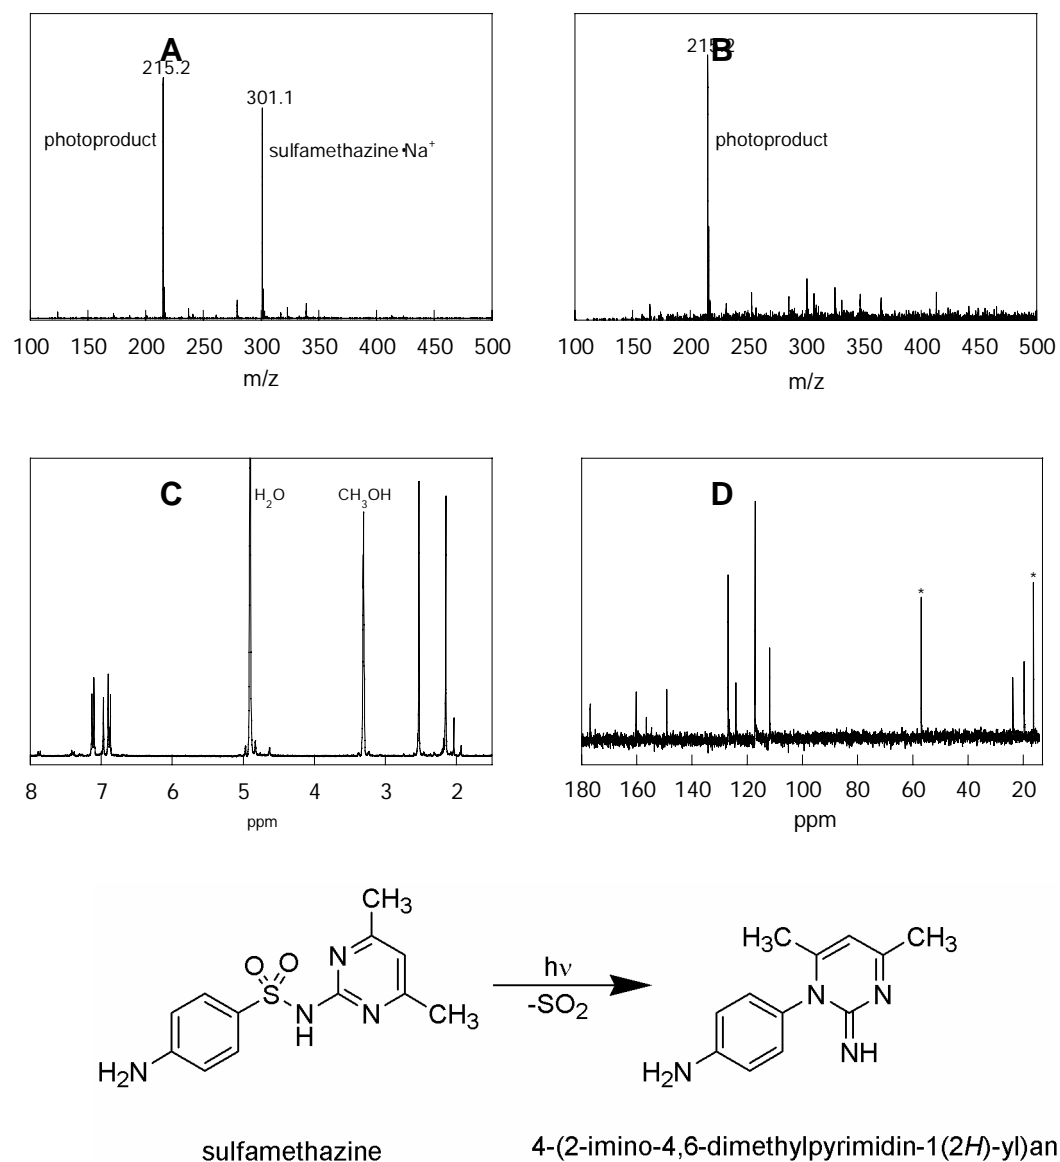 A
215.2
301.1
photoproduct
sulfamethazine•Na+
100 150 200 250 300 350 400 450 500
m/z
B
215.2
photoproduct
100 150 200 250 300 350 400 450 500
m/z
C
H2O
CH3OH
8 7 6 5 4 3 2
ppm
D
*
*
180 160 140 120 100 80 60 40 20
ppm
CH3
N
O O
S
N
H
N
CH3
H2N
sulfamethazine
hν
-SO2
H3C
CH3
N
N
NH
H2N
4-(2-imino-4,6-dimethylpyrimidin-1(2H)-yl)an